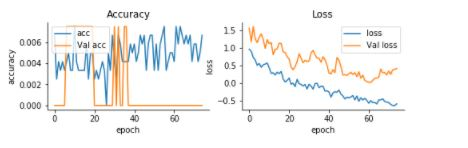 Accuracy
0.006
0.004
0.002
0.000
accuracy
acc
Val acc
0
20
40
60
epoch
Loss
1.5
1.0
0.5
0.0
-0.5
loss
loss
Val loss
0
20
40
60
epoch